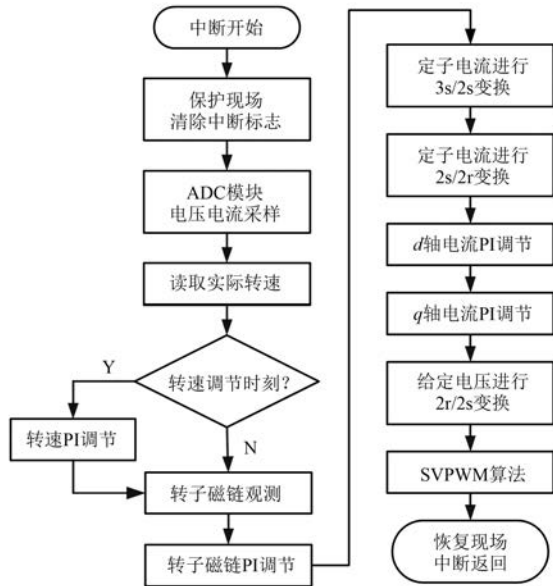 中断开始
保护现场
清除中断标志
ADC模块
电压电流采样
读取实际转速
转速调节时刻?
Y
N
转速PI调节
转子磁链观测
转子磁链PI调节
定子电流进行
3s/2s变换
定子电流进行
2s/2r变换
d轴电流PI调节
q轴电流PI调节
给定电压进行
2r/2s变换
SVPWM算法
恢复现场
中断返回